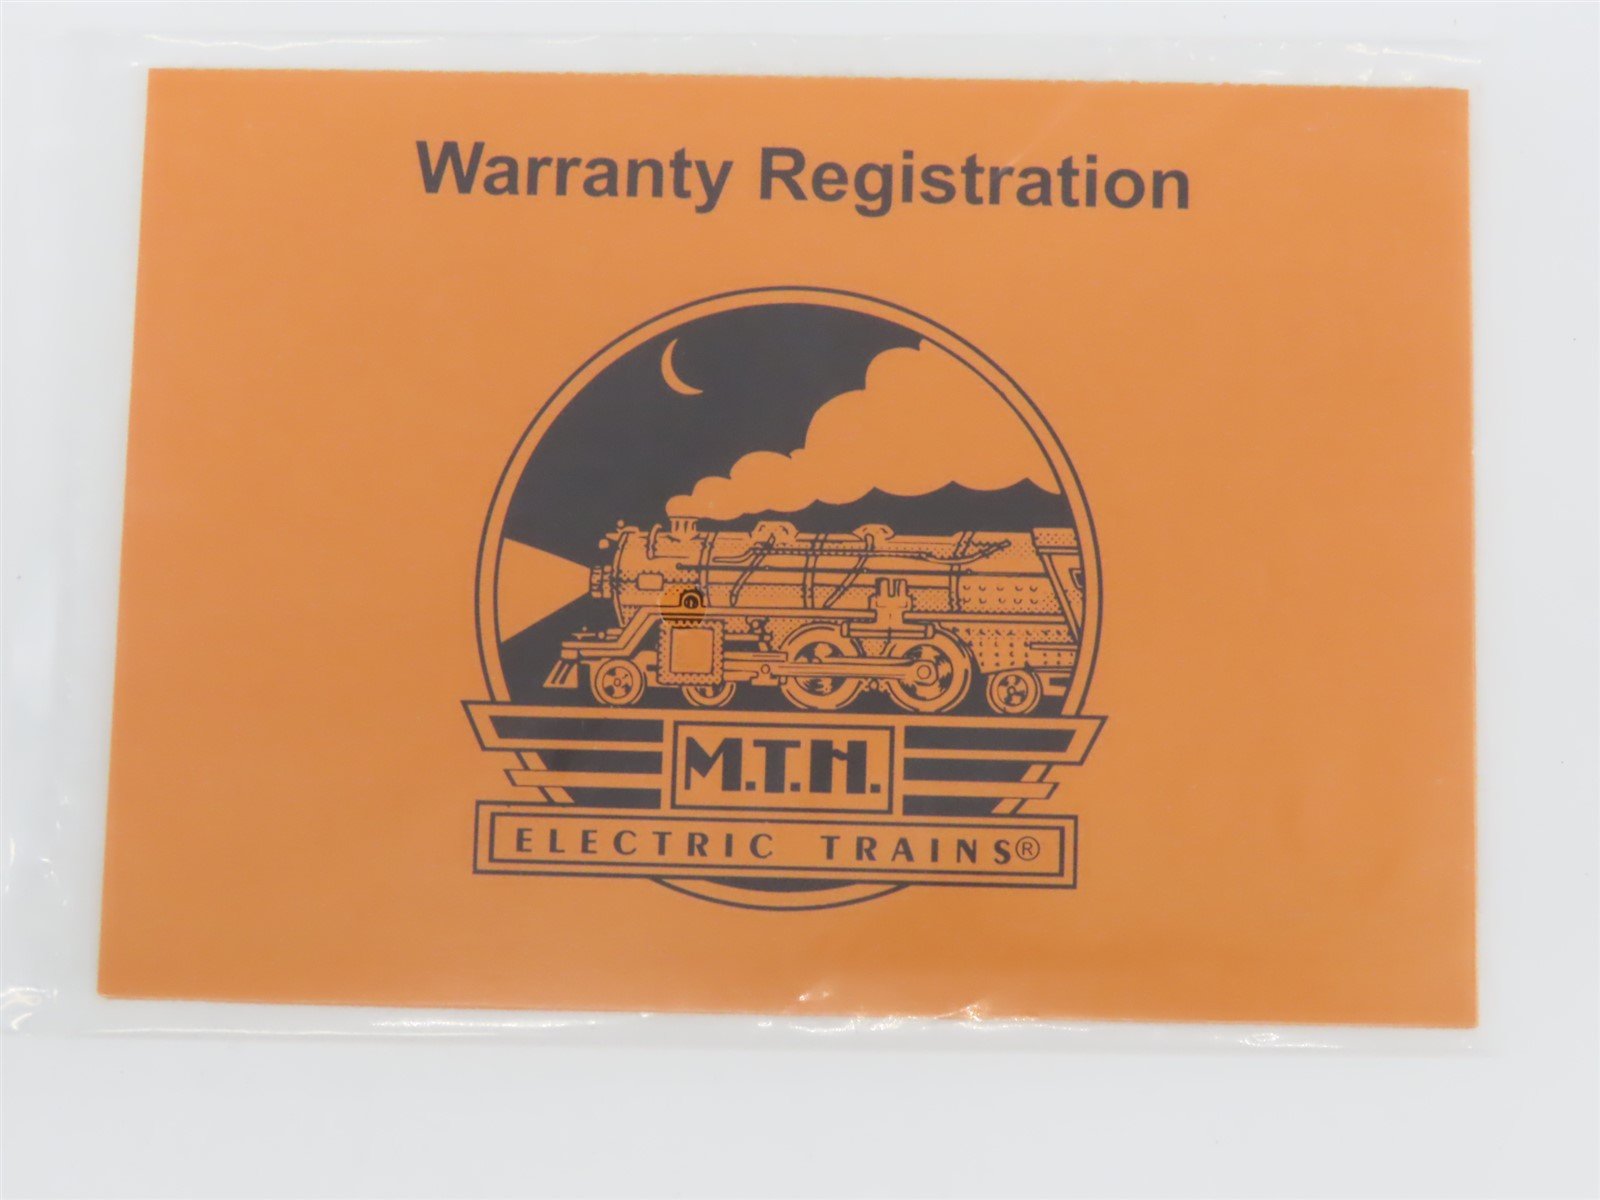 Warranty Registration
M.T.H.
ELECTRIC TRAINS®